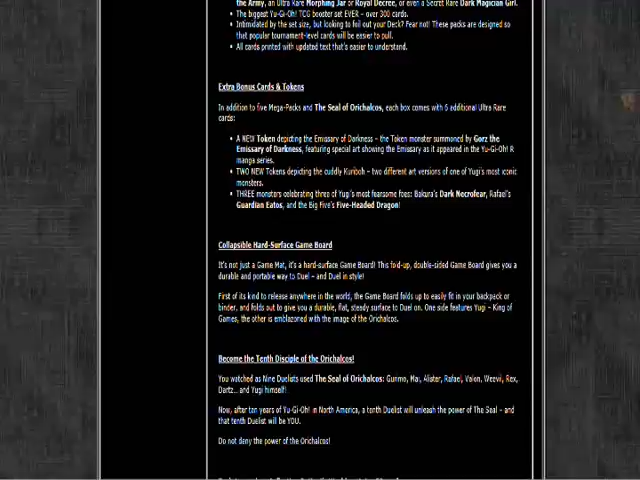 the Army, an Ultra Rare Morphing Jar or Royal Decree, or even a Secret Rare Dark Magician Girl.
• The biggest Yu-Gi-Oh! TCG booster set EVER – over 300 cards.
• Intimidated by the set size, but looking to foil out your Deck? Fear not! These packs are designed so
that popular tournament-level cards will be easier to pull.
• All cards printed with updated text that's easier to understand.
Extra Bonus Cards & Tokens
In addition to five Mega-Packs and The Seal of Orichalcos, each box comes with 6 additional Ultra Rare
cards:
• A NEW Token depicting the Emissary of Darkness – the Token monster summoned by Gorz the
Emissary of Darkness, featuring special art showing the Emissary as it appeared in the Yu-Gi-Oh! R
manga series.
• TWO NEW Tokens depicting the cuddly Kuriboh – two different art versions of one of Yugi's most iconic
monsters.
• THREE monsters celebrating three of Yugi's most fearsome foes: Bakura's Dark Necrofear, Rafael's
Guardian Eatos, and the Big Five's Five-Headed Dragon!
Collapsible Hard-Surface Game Board
It's not just a Game Mat, it's a hard-surface Game Board! This fold-up, double-sided Game Board gives you a
durable and portable way to Duel – and Duel in style!
First of its kind to release anywhere in the world, the Game Board folds up to easily fit in your backpack or
binder, and folds out to give you a durable, flat, steady surface to Duel on. One side features Yugi – King of
Games, the other is emblazoned with the image of the Orichalcos.
Become the Tenth Disciple of the Orichalcos!
You watched as Nine Duelists used The Seal of Orichalcos: Gurimo, Mai, Alister, Rafael, Valon, Weevil, Rex,
Dartz... and Yugi himself!
Now, after ten years of Yu-Gi-Oh! in North America, a tenth Duelist will unleash the power of The Seal – and
that tenth Duelist will be YOU.
Do not deny the power of the Orichalcos!